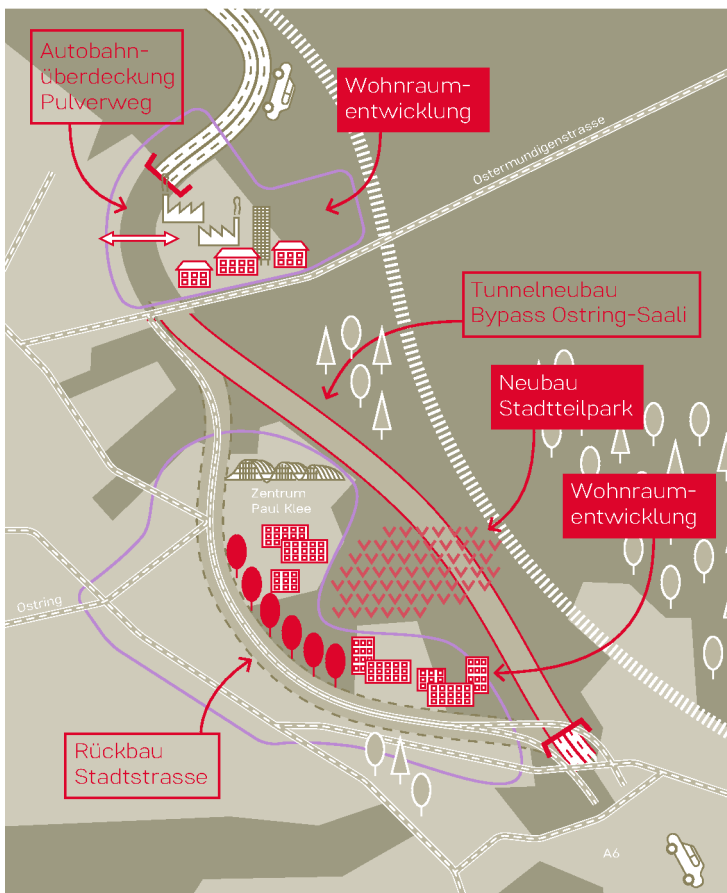 Autobahn-
überdeckung
Pulverweg
Wohnraum-
entwicklung
Ostermundigenstrasse
Tunnelneubau
Bypass Ostring-Saali
Neubau
Stadtteilpark
Wohnraum-
entwicklung
Zentrum
Paul Klee
Ostring
Rückbau
Stadtstrasse
A6